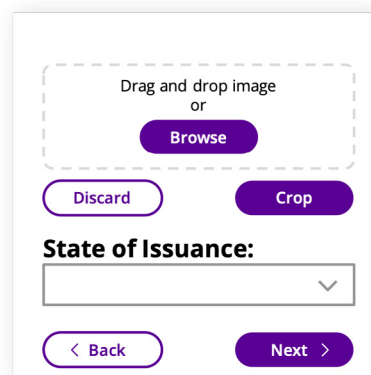 Drag and drop image
or
Browse
Discard
Crop
State of Issuance:
Back
Next